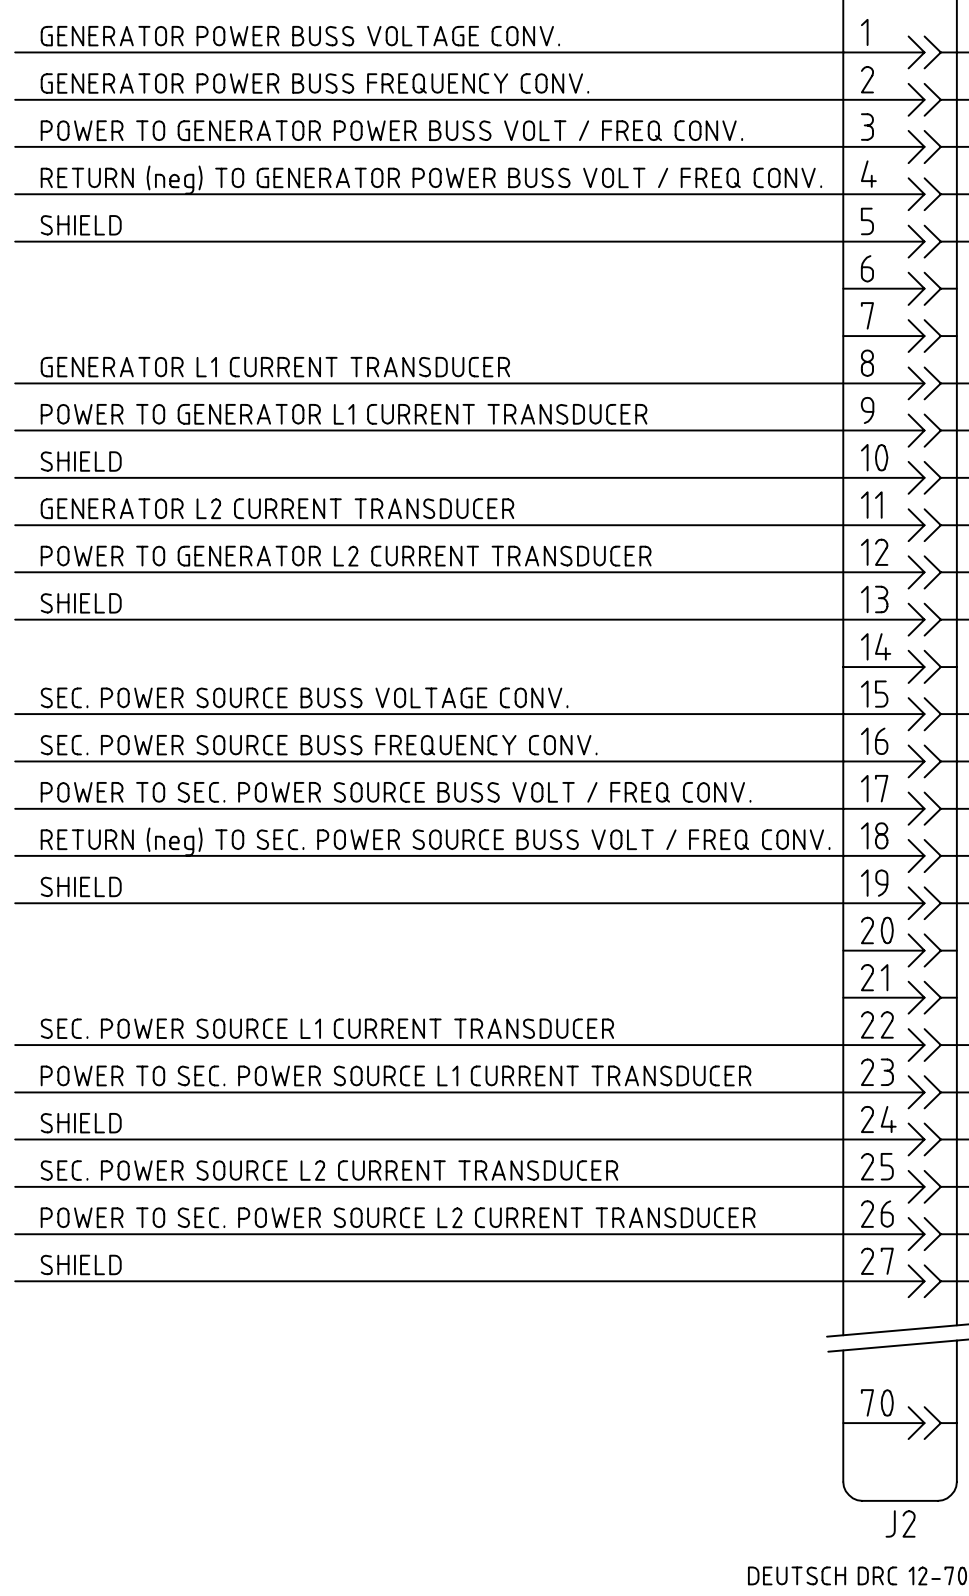 GENERATOR POWER BUSS VOLTAGE CONV. 1
GENERATOR POWER BUSS FREQUENCY CONV. 2
POWER TO GENERATOR POWER BUSS VOLT / FREQ CONV. 3
RETURN (neg) TO GENERATOR POWER BUSS VOLT / FREQ CONV. 4
SHIELD 5
6
7
GENERATOR L1 CURRENT TRANSDUCER 8
POWER TO GENERATOR L1 CURRENT TRANSDUCER 9
SHIELD 10
GENERATOR L2 CURRENT TRANSDUCER 11
POWER TO GENERATOR L2 CURRENT TRANSDUCER 12
SHIELD 13
14
SEC. POWER SOURCE BUSS VOLTAGE CONV. 15
SEC. POWER SOURCE BUSS FREQUENCY CONV. 16
POWER TO SEC. POWER SOURCE BUSS VOLT / FREQ CONV. 17
RETURN (neg) TO SEC. POWER SOURCE BUSS VOLT / FREQ CONV. 18
SHIELD 19
20
21
SEC. POWER SOURCE L1 CURRENT TRANSDUCER 22
POWER TO SEC. POWER SOURCE L1 CURRENT TRANSDUCER 23
SHIELD 24
SEC. POWER SOURCE L2 CURRENT TRANSDUCER 25
POWER TO SEC. POWER SOURCE L2 CURRENT TRANSDUCER 26
SHIELD 27
70
J2
DEUTSCH DRC 12-70